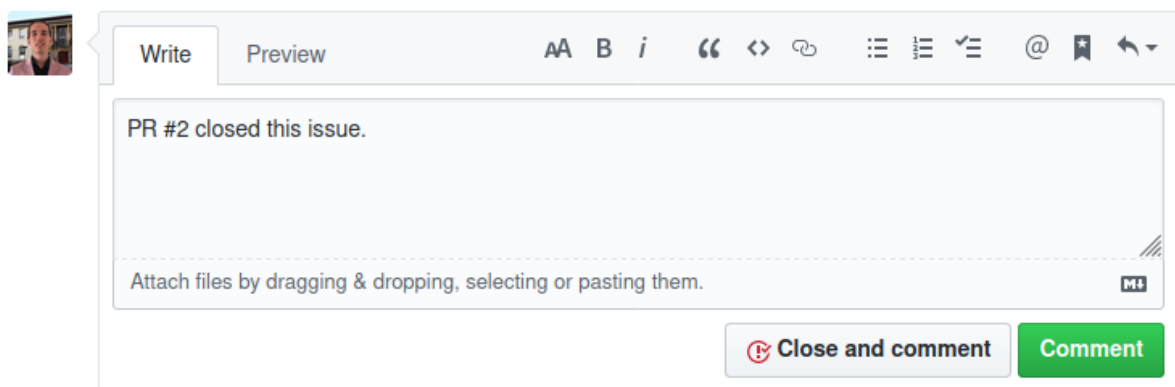 Write Preview AA B i @
PR #2 closed this issue.
Attach files by dragging & dropping, selecting or pasting them. M
Close and comment Comment